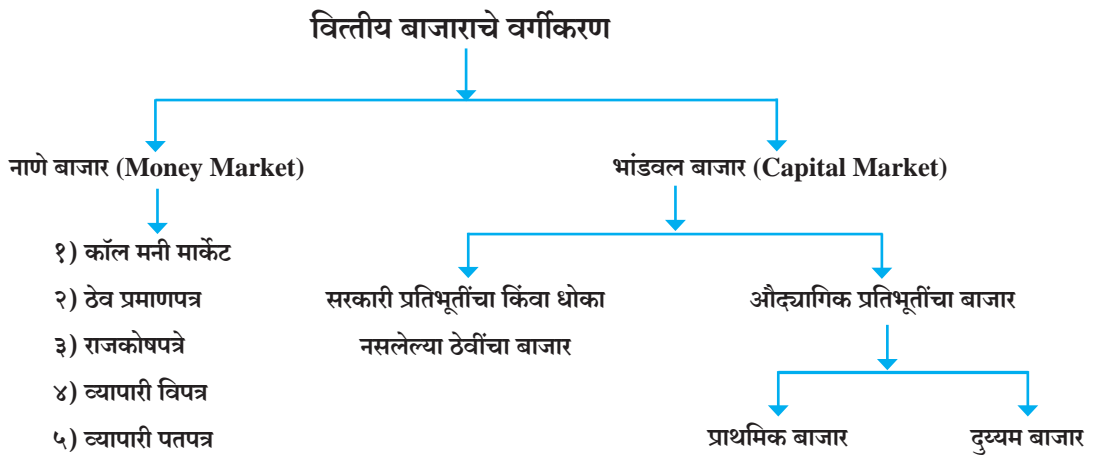 वित्तीय बाजाराचे वर्गीकरण
नाणे बाजार (Money Market)
भांडवल बाजार (Capital Market)
१) कॉल मनी मार्केट
२) ठेव प्रमाणपत्र
३) राजकोषपत्रे
४) व्यापारी विपत्र
५) व्यापारी पतपत्र
सरकारी प्रतिभूतींचा किंवा धोका
नसलेल्या ठेवींचा बाजार
औद्यागिक प्रतिभूतींचा बाजार
प्राथमिक बाजार
दुय्यम बाजार